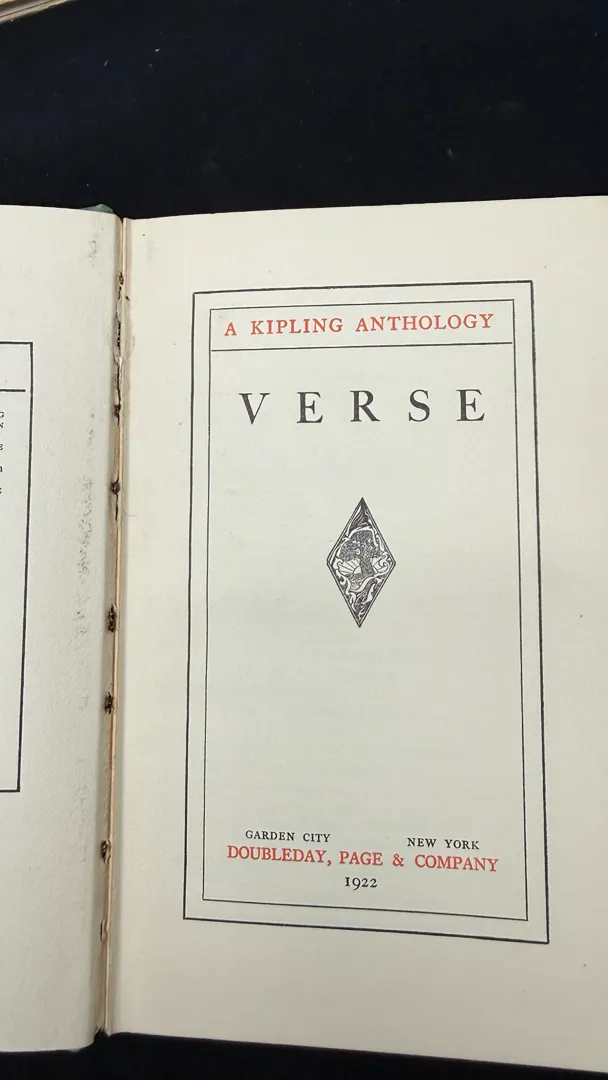 A KIPLING ANTHOLOGY
VERSE
GARDEN CITY NEW YORK
DOUBLEDAY, PAGE & COMPANY
1922